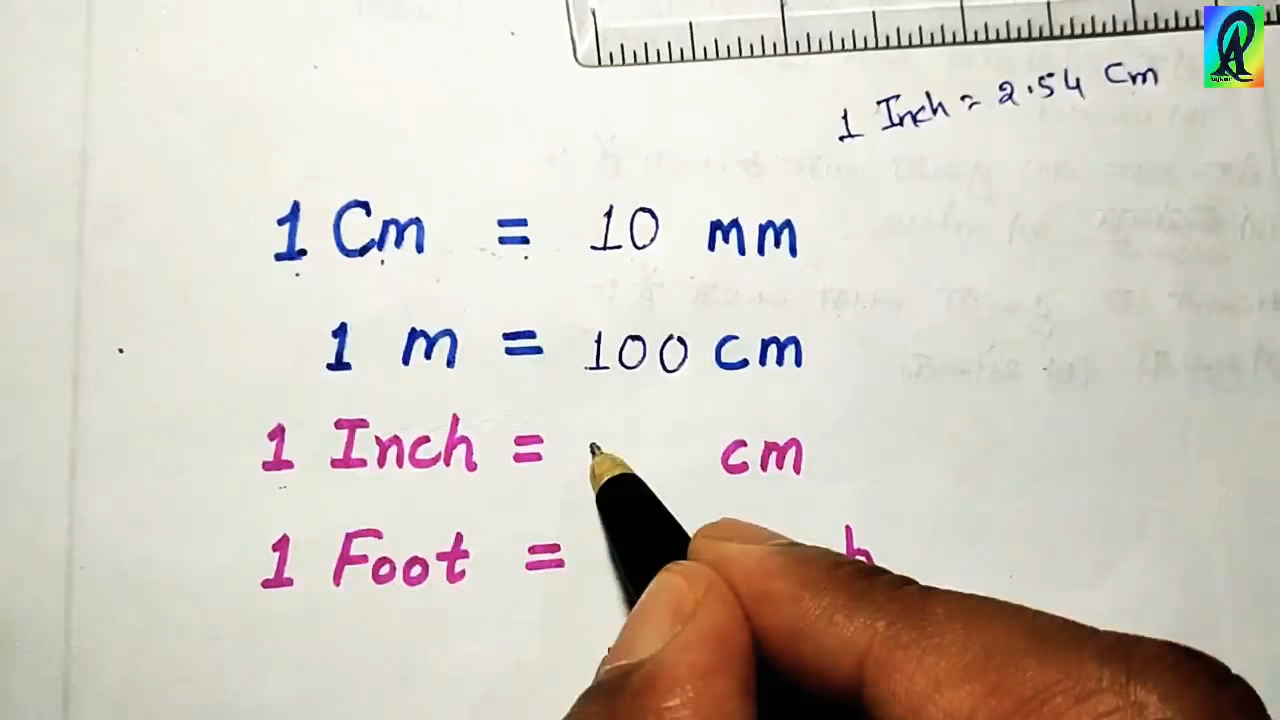 1 Inch = 2.54 Cm
1 Cm = 10 mm
1 m = 100 cm
1 Inch = cm
1 Foot = h